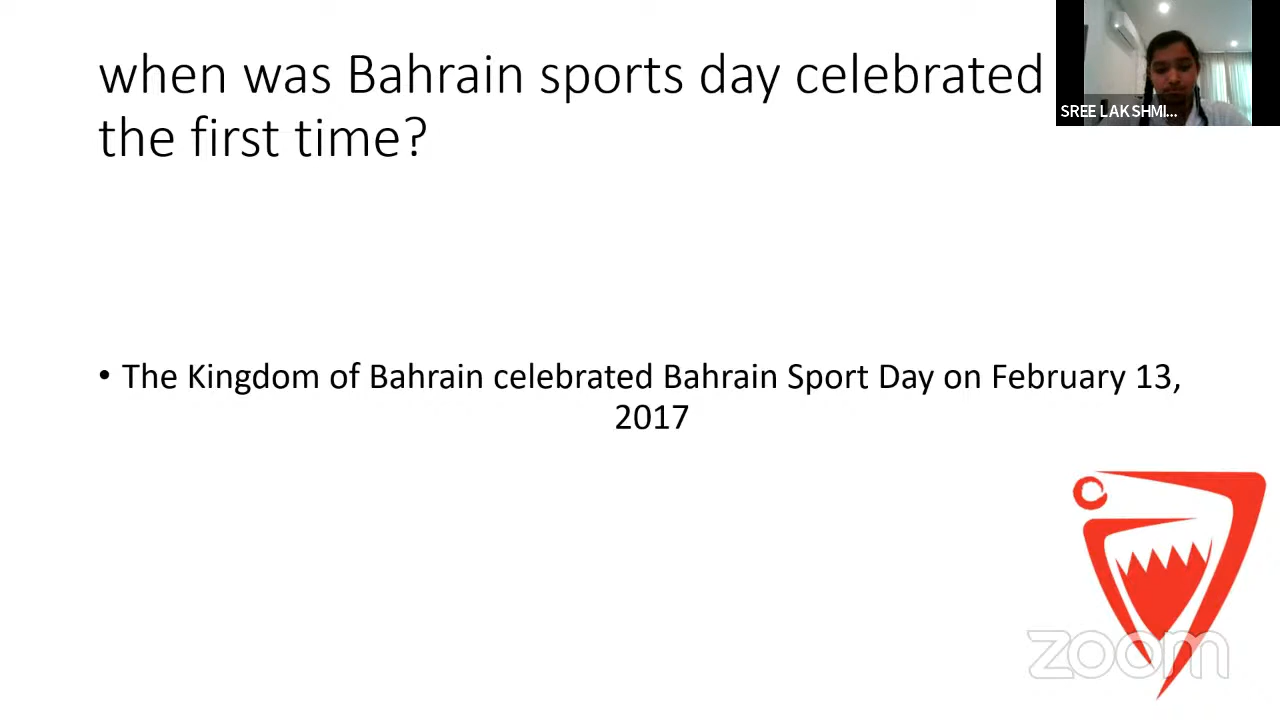 when was Bahrain sports day celebrated
the first time?
SREE LAKSHMI...
• The Kingdom of Bahrain celebrated Bahrain Sport Day on February 13,
2017
zoom